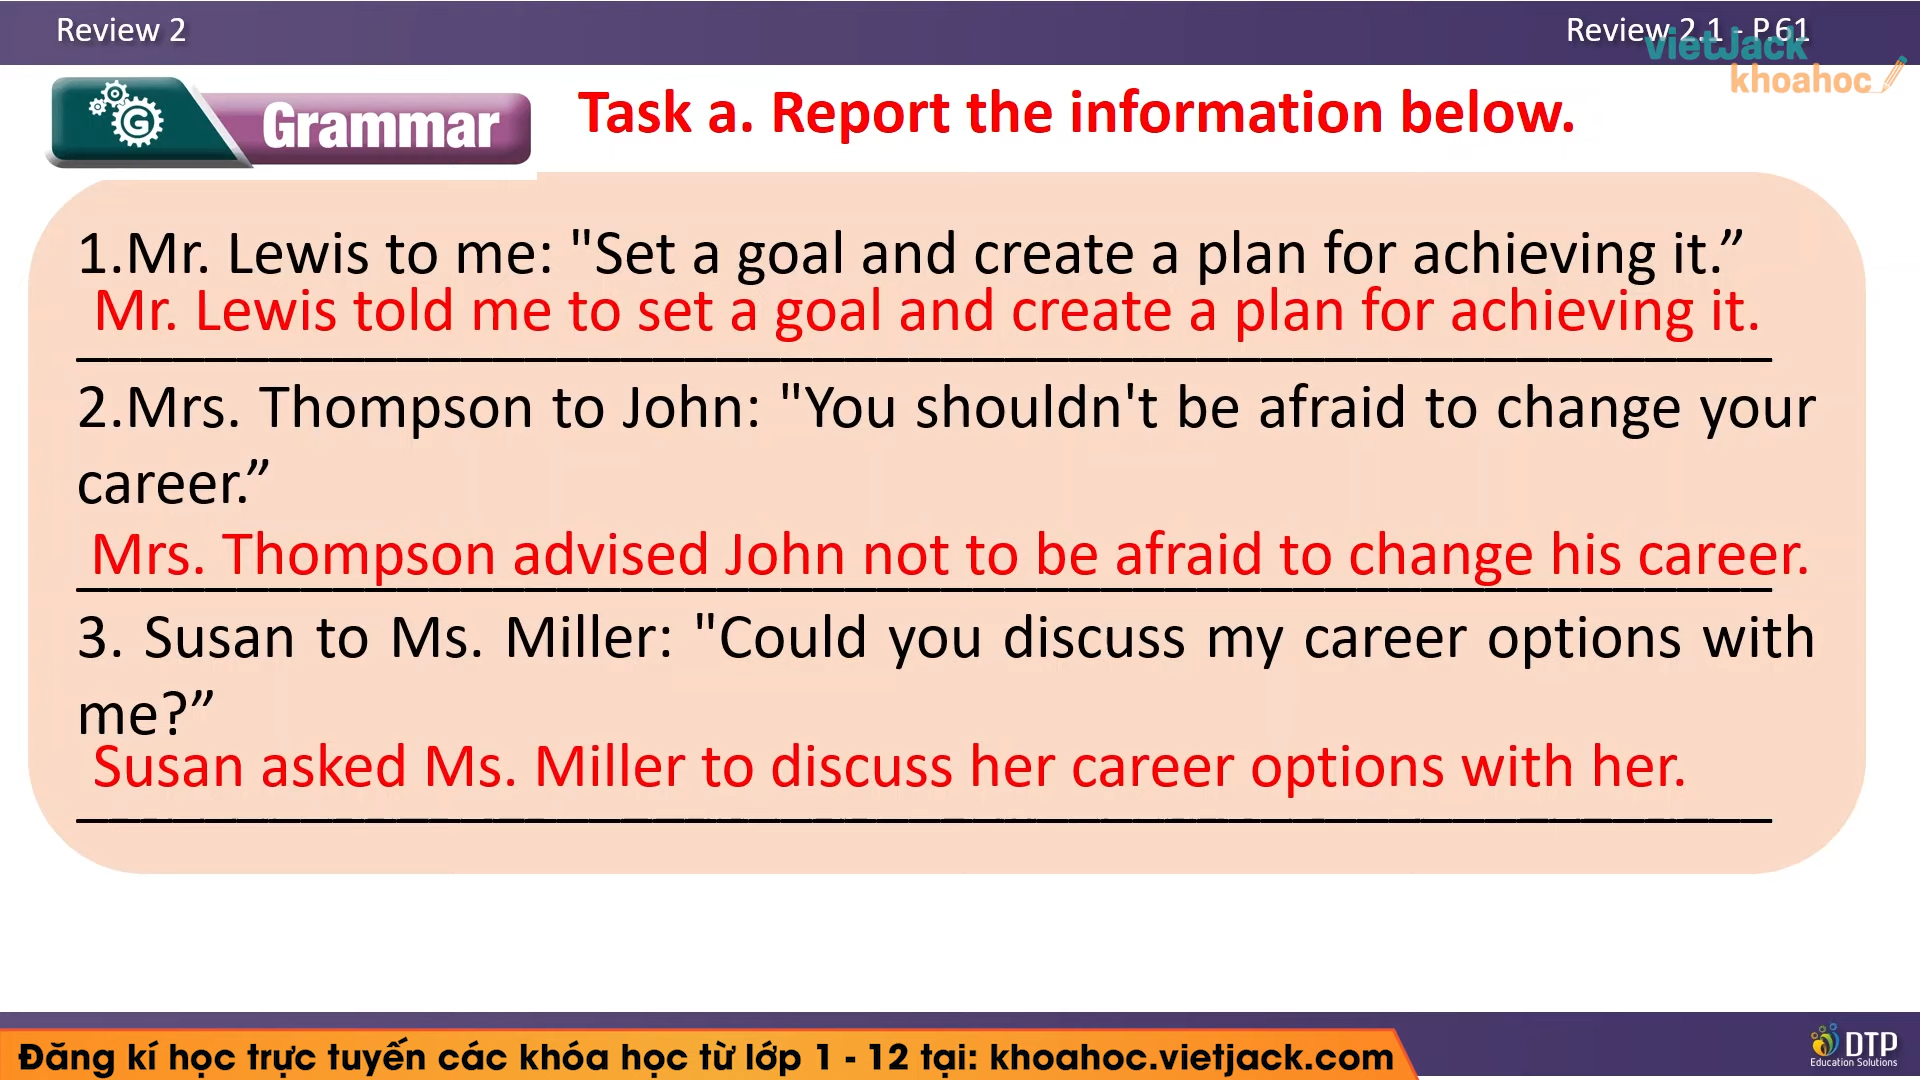 Review 2
Review 2.1 - P.61
vietJack
khoahoc
G
Grammar
Task a. Report the information below.
1.Mr. Lewis to me: "Set a goal and create a plan for achieving it.”
Mr. Lewis told me to set a goal and create a plan for achieving it.
2.Mrs. Thompson to John: "You shouldn't be afraid to change your
career.”
Mrs. Thompson advised John not to be afraid to change his career.
3. Susan to Ms. Miller: "Could you discuss my career options with
me?”
Susan asked Ms. Miller to discuss her career options with her.
Đăng kí học trực tuyến các khóa học từ lớp 1 - 12 tại: khoahoc.vietjack.com
DTP
Education Solutions